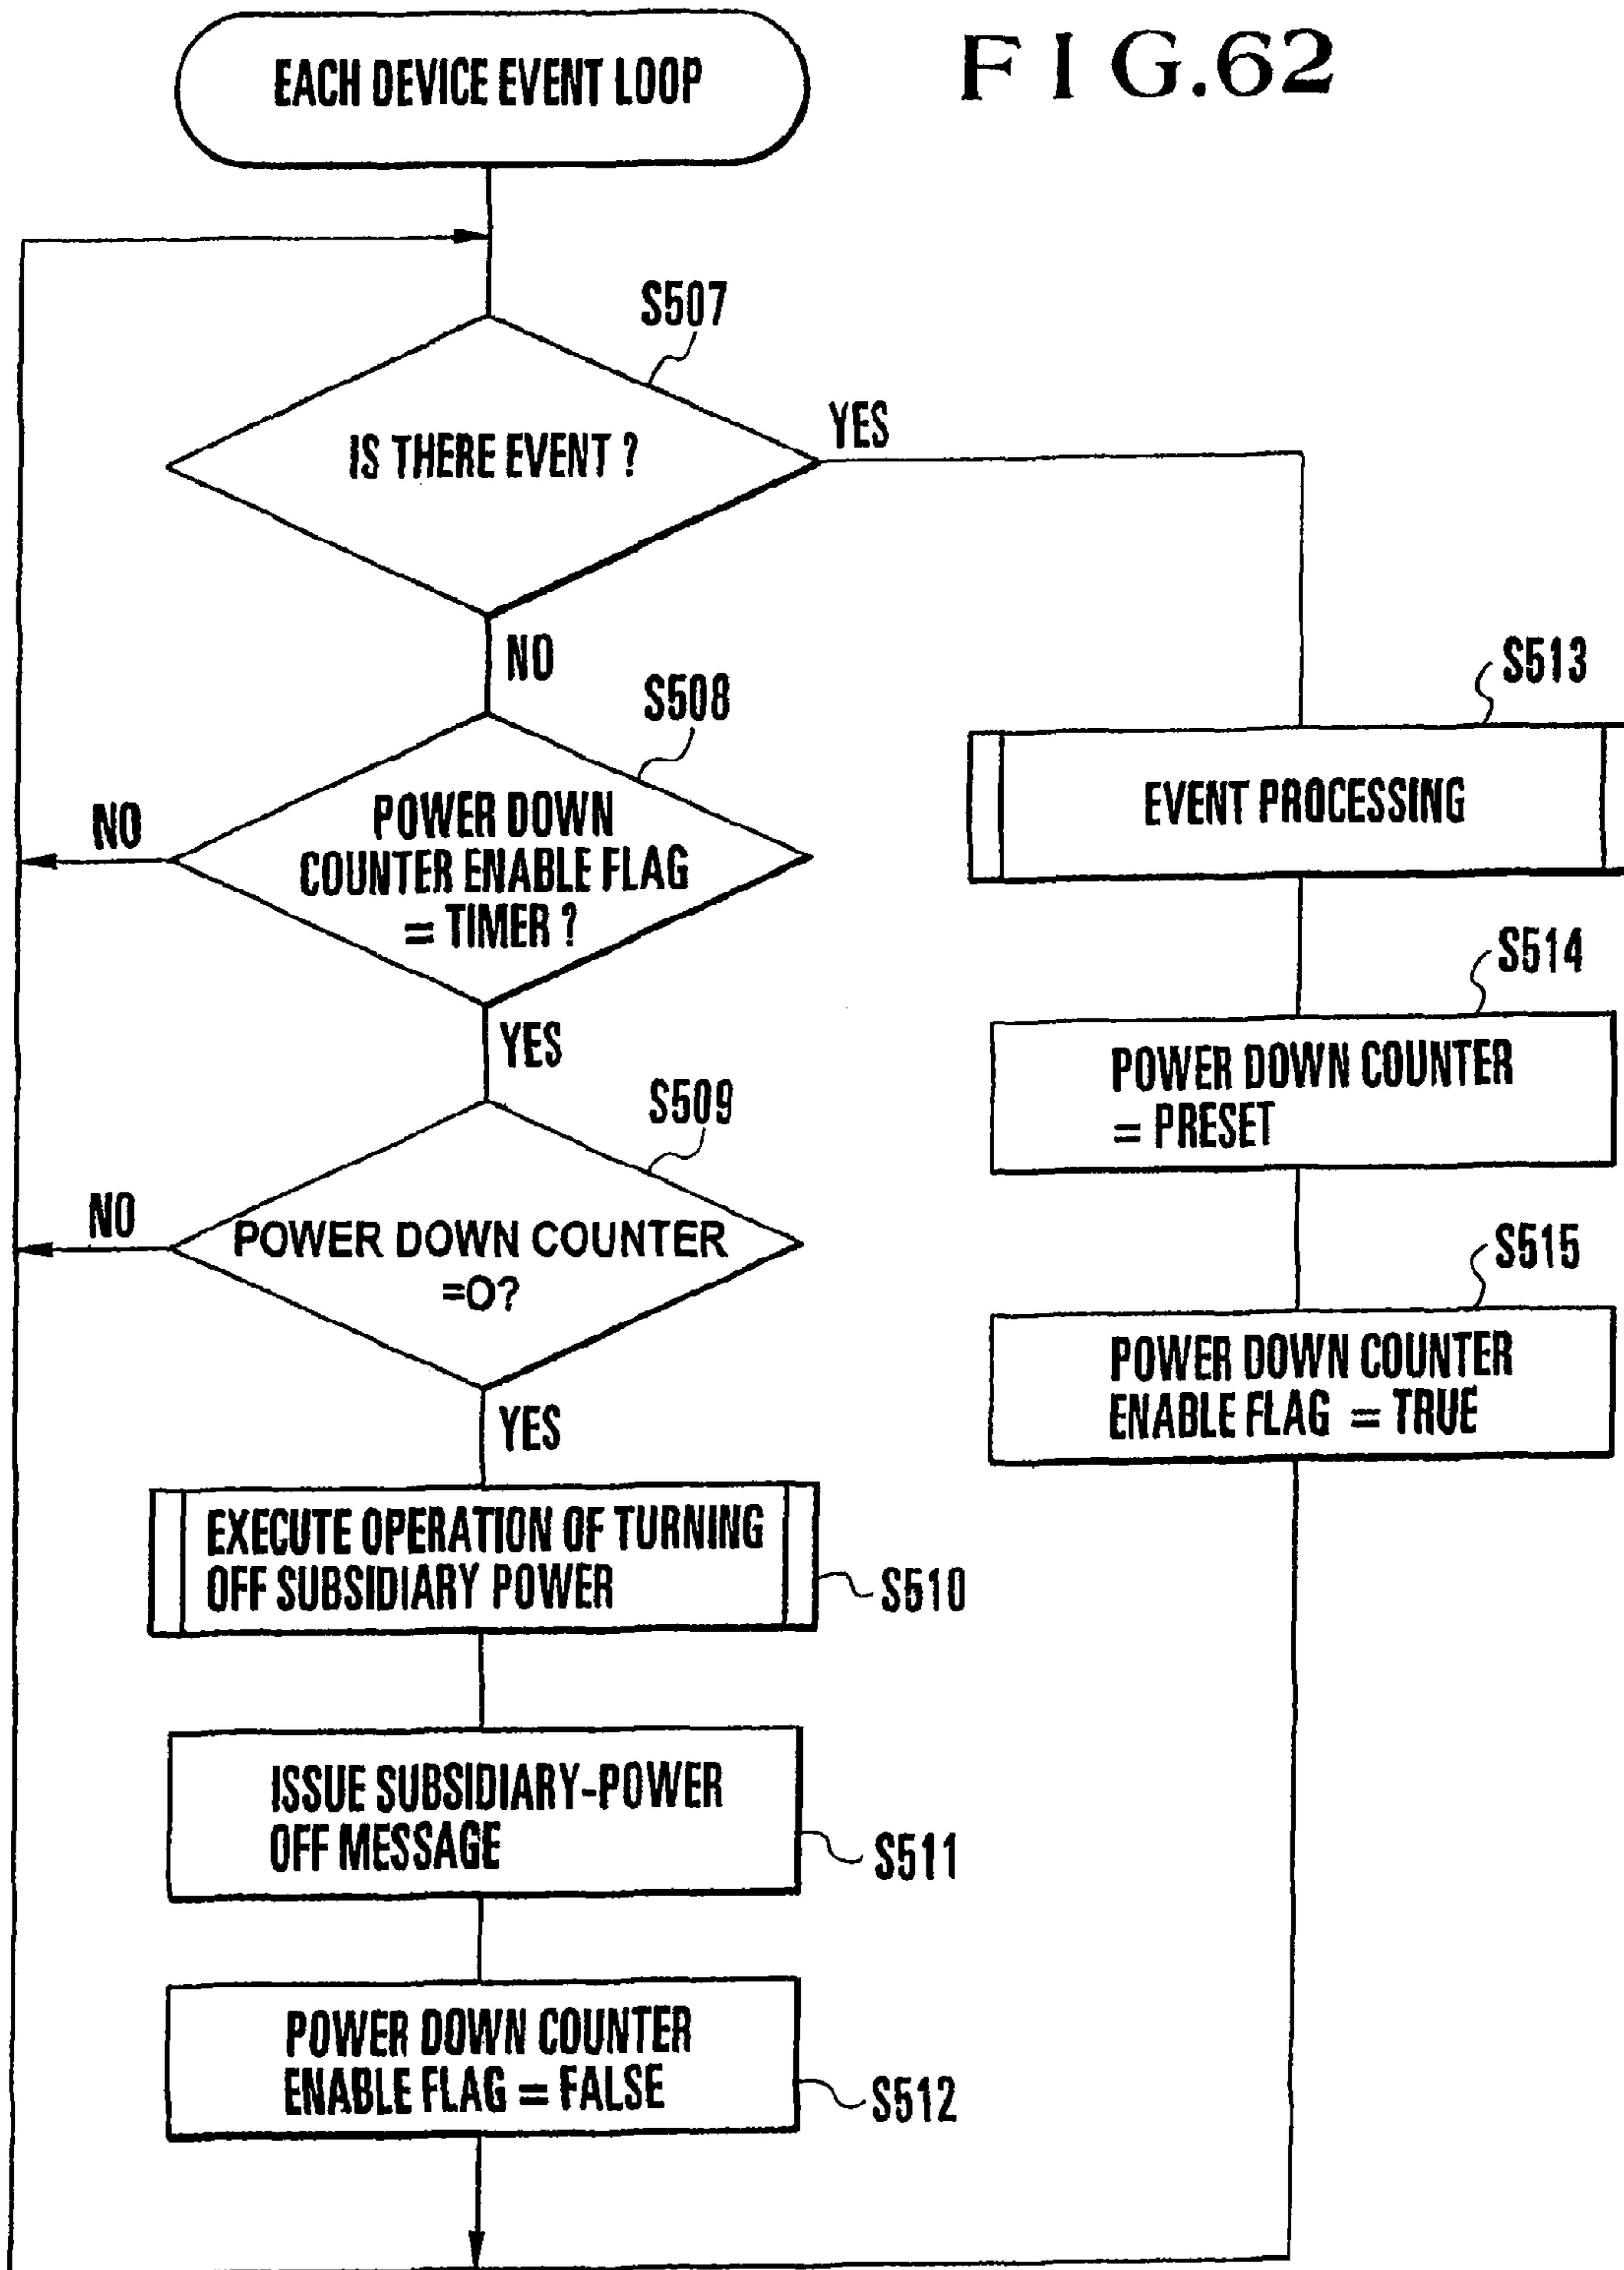 EACH DEVICE EVENT LOOP
FIG.62
S507
IS THERE EVENT ?
YES
NO
S508
POWER DOWN
COUNTER ENABLE FLAG
= TIMER ?
NO
YES
S509
POWER DOWN COUNTER
=0?
NO
YES
EXECUTE OPERATION OF TURNING
OFF SUBSIDIARY POWER
S510
ISSUE SUBSIDIARY-POWER
OFF MESSAGE
S511
POWER DOWN COUNTER
ENABLE FLAG = FALSE
S512
S513
EVENT PROCESSING
S514
POWER DOWN COUNTER
= PRESET
S515
POWER DOWN COUNTER
ENABLE FLAG = TRUE